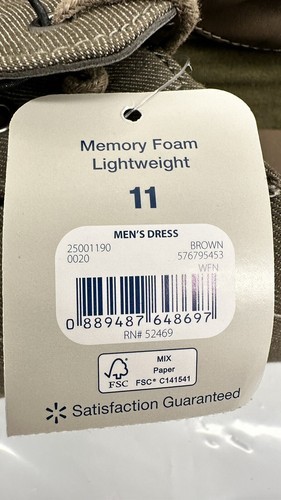 Memory Foam
Lightweight
11
MEN'S DRESS
25001190 BROWN
0020 576795453
WFN
0 889487 648697
RN# 52469
FSC
MIX
Paper
FSC® C141541
Satisfaction Guaranteed